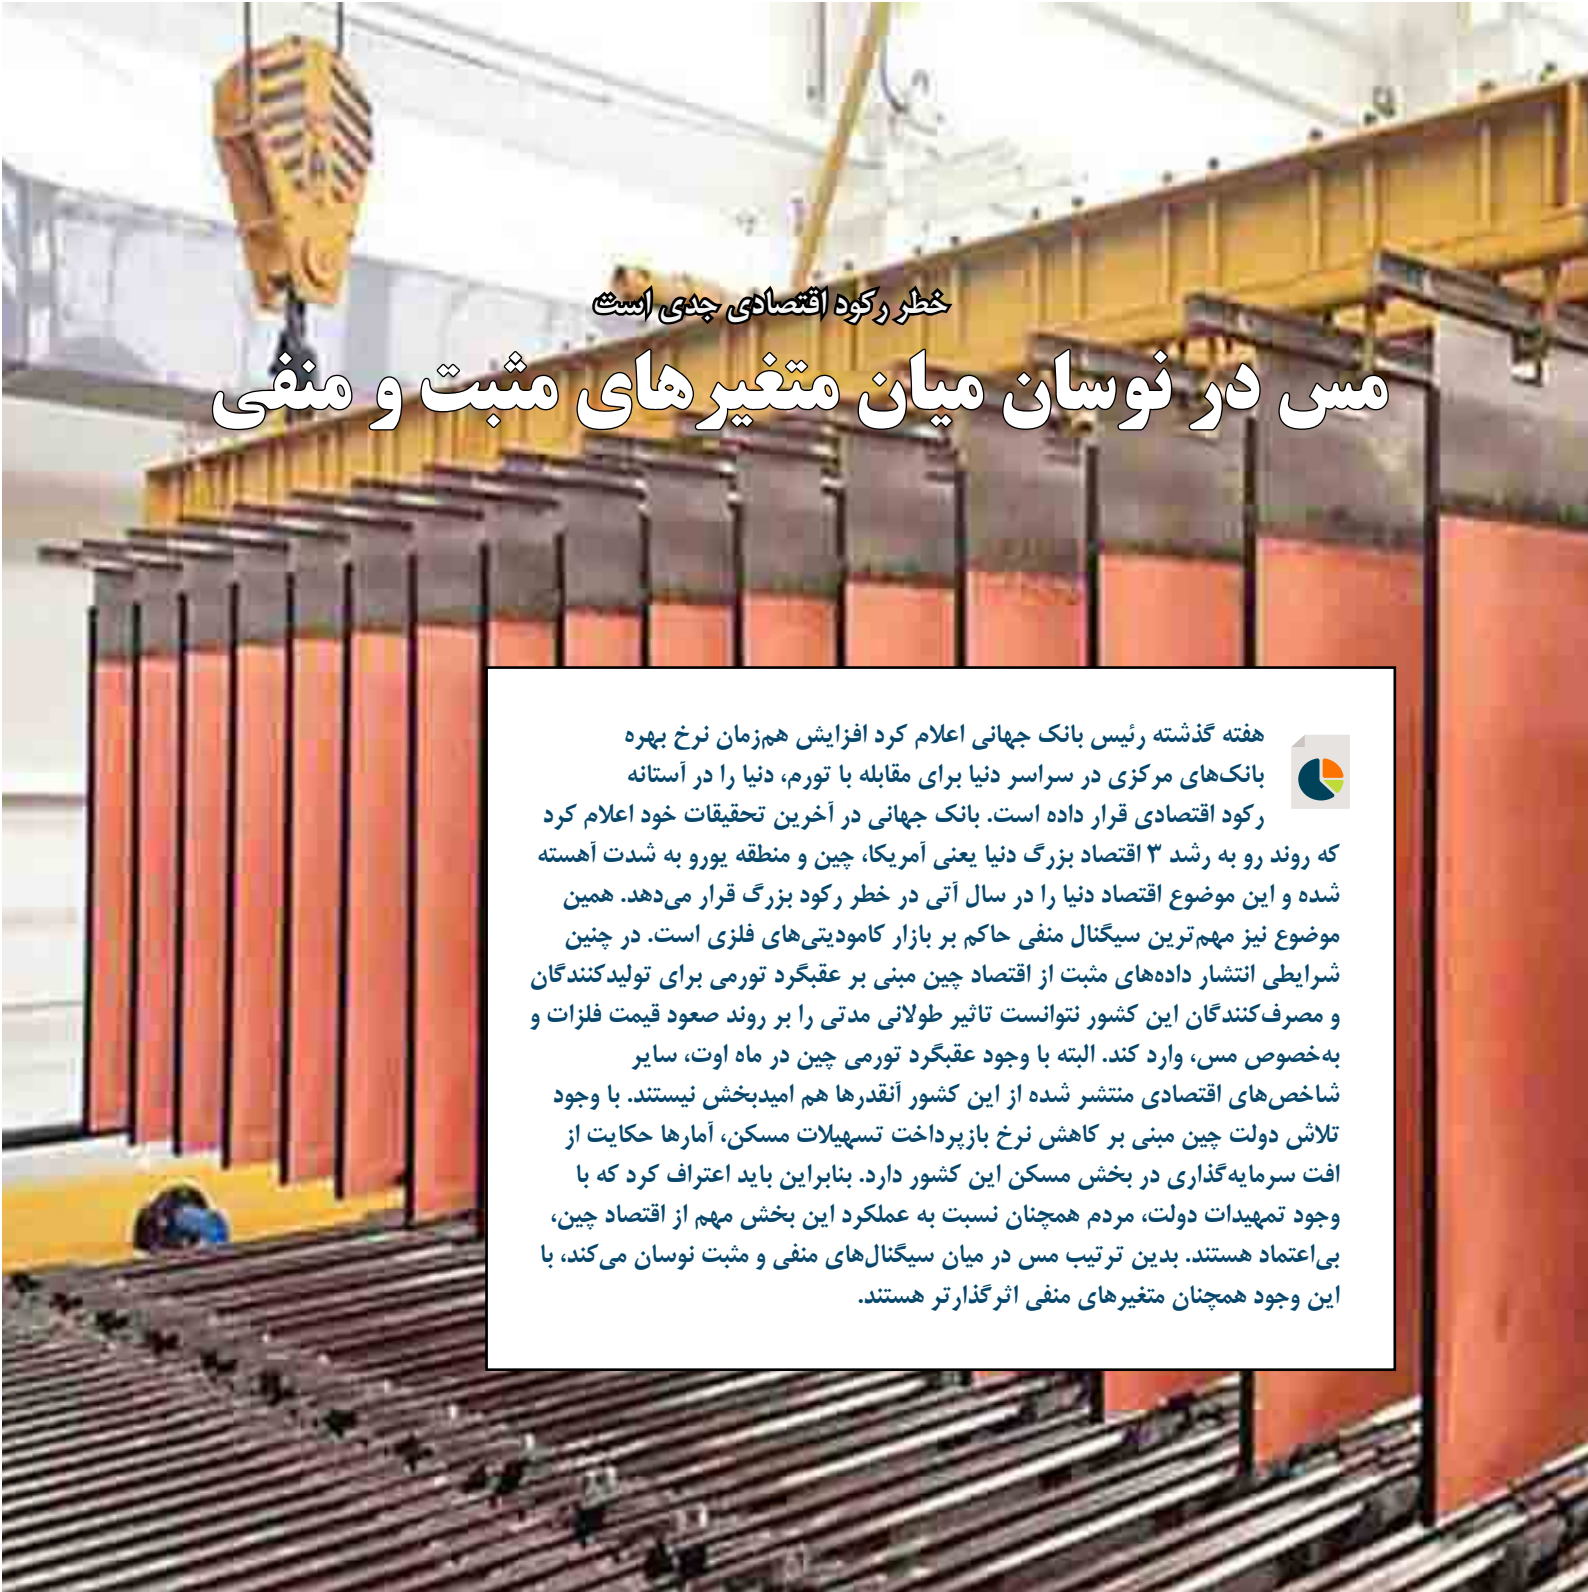 خطر رکود اقتصادی جدی است
مس در نوسان میان متغیرهای مثبت و منفی
هفته گذشته رئیس بانک جهانی اعلام کرد افزایش هم‌زمان نرخ بهره
بانک‌های مرکزی در سراسر دنیا برای مقابله با تورم، دنیا را در آستانه
رکود اقتصادی قرار داده است. بانک جهانی در آخرین تحقیقات خود اعلام کرد
که روند رو به رشد ۳ اقتصاد بزرگ دنیا یعنی آمریکا، چین و منطقه یورو به شدت آهسته
شده و این موضوع اقتصاد دنیا را در سال آتی در خطر رکود بزرگ قرار می‌دهد. همین
موضوع نیز مهم‌ترین سیگنال منفی حاکم بر بازار کامودیتی‌های فلزی است. در چنین
شرایطی انتشار داده‌های مثبت از اقتصاد چین مبنی بر عقبگرد تورمی برای تولیدکنندگان
و مصرف‌کنندگان این کشور نتوانست تاثیر طولانی مدتی را بر روند صعود قیمت فلزات و
به‌خصوص مس، وارد کند. البته با وجود عقبگرد تورمی چین در ماه اوت، سایر
شاخص‌های اقتصادی منتشر شده از این کشور آنقدرها هم امیدبخش نیستند. با وجود
تلاش دولت چین مبنی بر کاهش نرخ بازپرداخت تسهیلات مسکن، آمارها حکایت از
افت سرمایه‌گذاری در بخش مسکن این کشور دارد. بنابراین باید اعتراف کرد که با
وجود تمهیدات دولت، مردم همچنان نسبت به عملکرد این بخش مهم از اقتصاد چین،
بی‌اعتماد هستند. بدین ترتیب مس در میان سیگنال‌های منفی و مثبت نوسان می‌کند، با
این وجود همچنان متغیرهای منفی اثرگذارتر هستند.